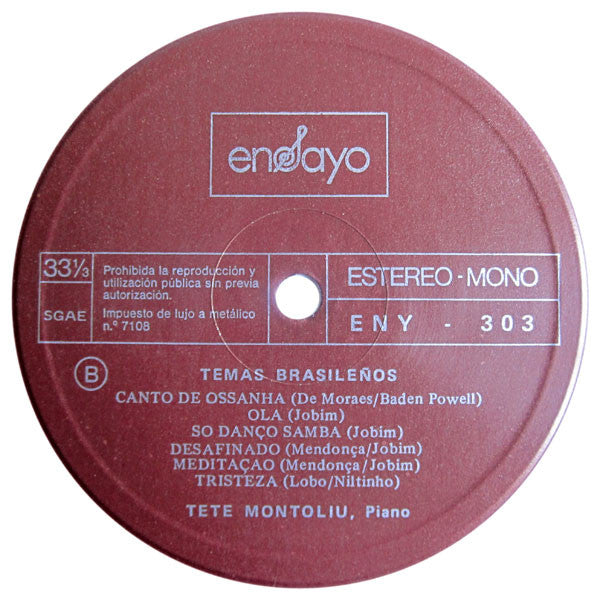 ensayo
33⅓
Prohibida la reproducción y
utilización pública sin previa
autorización.
SGAE
Impuesto de lujo a metálico
n.º 7108
ESTEREO - MONO
ENY - 303
B
TEMAS BRASILEÑOS
CANTO DE OSSANHA (De Moraes/Baden Powell)
OLA (Jobim)
SO DANÇO SAMBA (Jobim)
DESAFINADO (Mendonça/Jobim)
MEDITAÇAO (Mendonça/Jobim)
TRISTEZA (Lobo/Niltinho)
TETE MONTOLIU, Piano